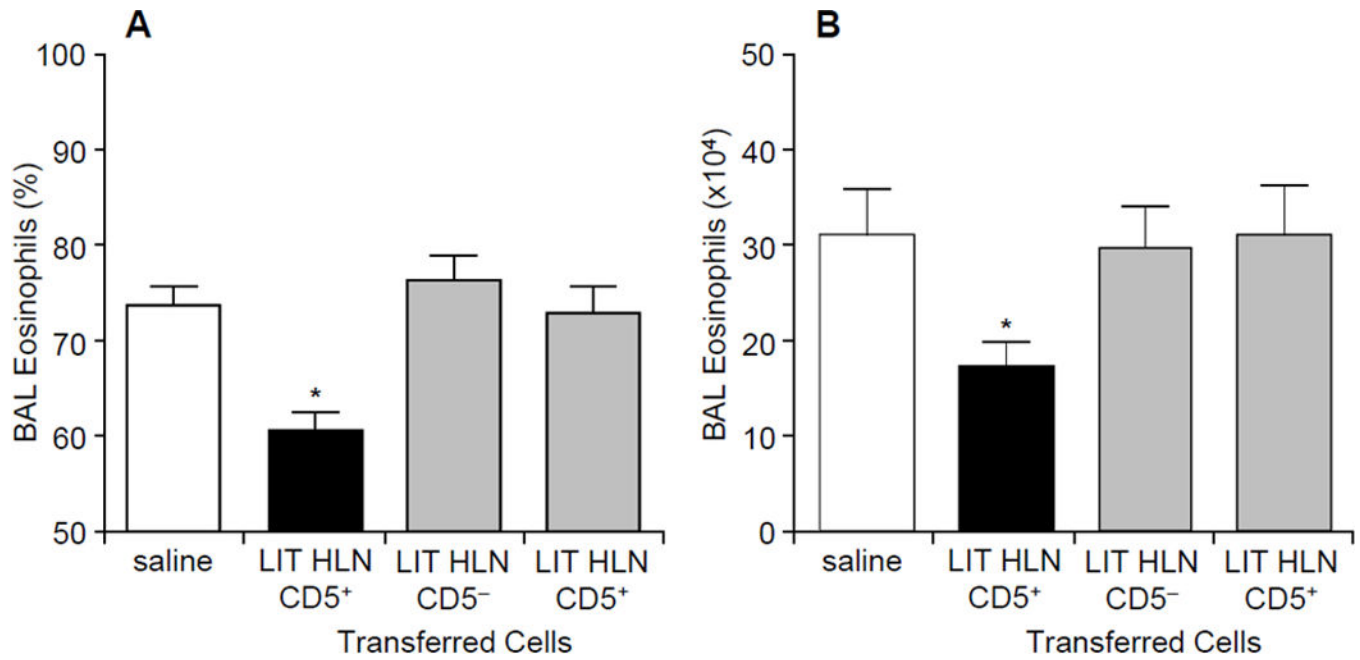 A
BAL Eosinophils (%)
100
90
80
70
60
50
*
saline
LIT HLN
CD5⁺
LIT HLN
CD5⁻
LIT HLN
CD5⁺
Transferred Cells
B
BAL Eosinophils (x10⁴)
50
40
30
20
10
0
*
saline
LIT HLN
CD5⁺
LIT HLN
CD5⁻
LIT HLN
CD5⁺
Transferred Cells